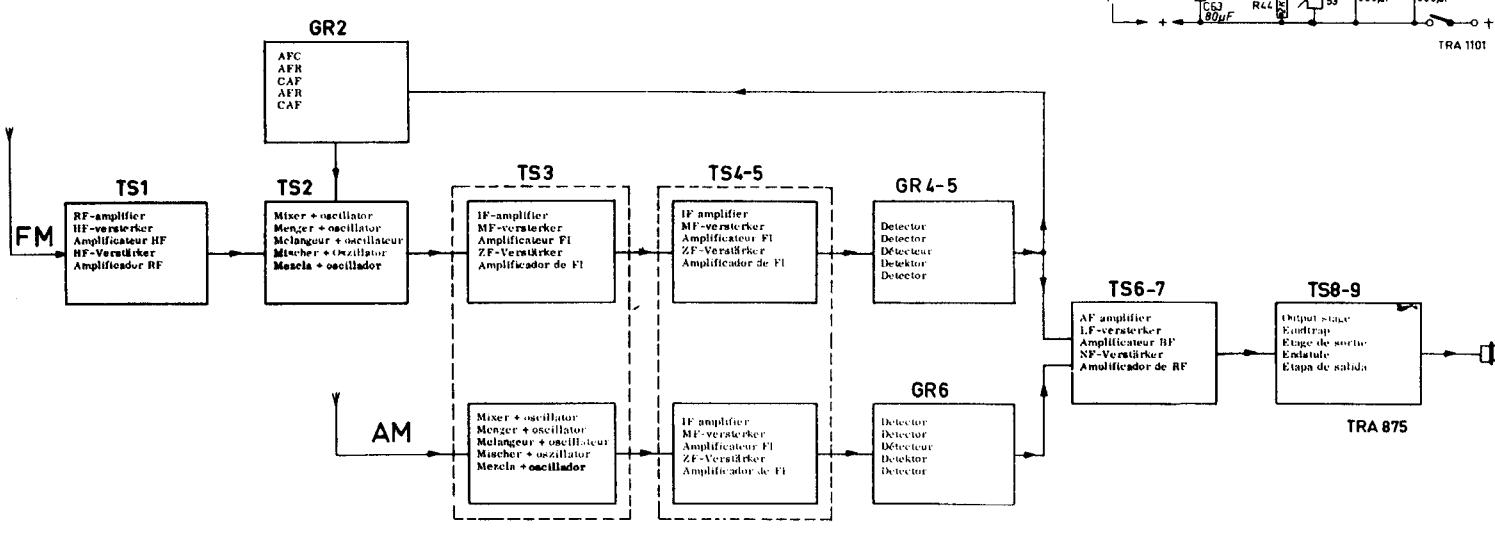 C63
80µF
R44
+
+
TRA 1101
GR2
AFC
AFR
CAF
AFR
CAF
FM
TS1
RF-amplifier
HF-versterker
Amplificateur HF
HF-Verstärker
Amplificador RF
TS2
Mixer + oscillator
Menger + oscillator
Melangeur + oscillateur
Mischer + Oszillator
Mezcla + oscillador
TS3
IF-amplifier
MF-versterker
Amplificateur FI
ZF-Verstärker
Amplificador de FI
TS4-5
IF amplifier
MF-versterker
Amplificateur FI
ZF-Verstärker
Amplificador de FI
GR4-5
Detector
Detector
Détecteur
Detektor
Detector
AM
Mixer + oscillator
Menger + oscillator
Melangeur + oscillateur
Mischer + oszillator
Mezcla + oscillador
IF amplifier
MF-versterker
Amplificateur FI
ZF-Verstärker
Amplificador de FI
GR6
Detector
Detector
Détecteur
Detektor
Detector
TS6-7
AF amplifier
LF-versterker
Amplificateur BF
NF-Verstärker
Amplificador de RF
TS8-9
Output stage
Eindtrap
Etage de sortie
Endstufe
Etapa de salida
TRA 875